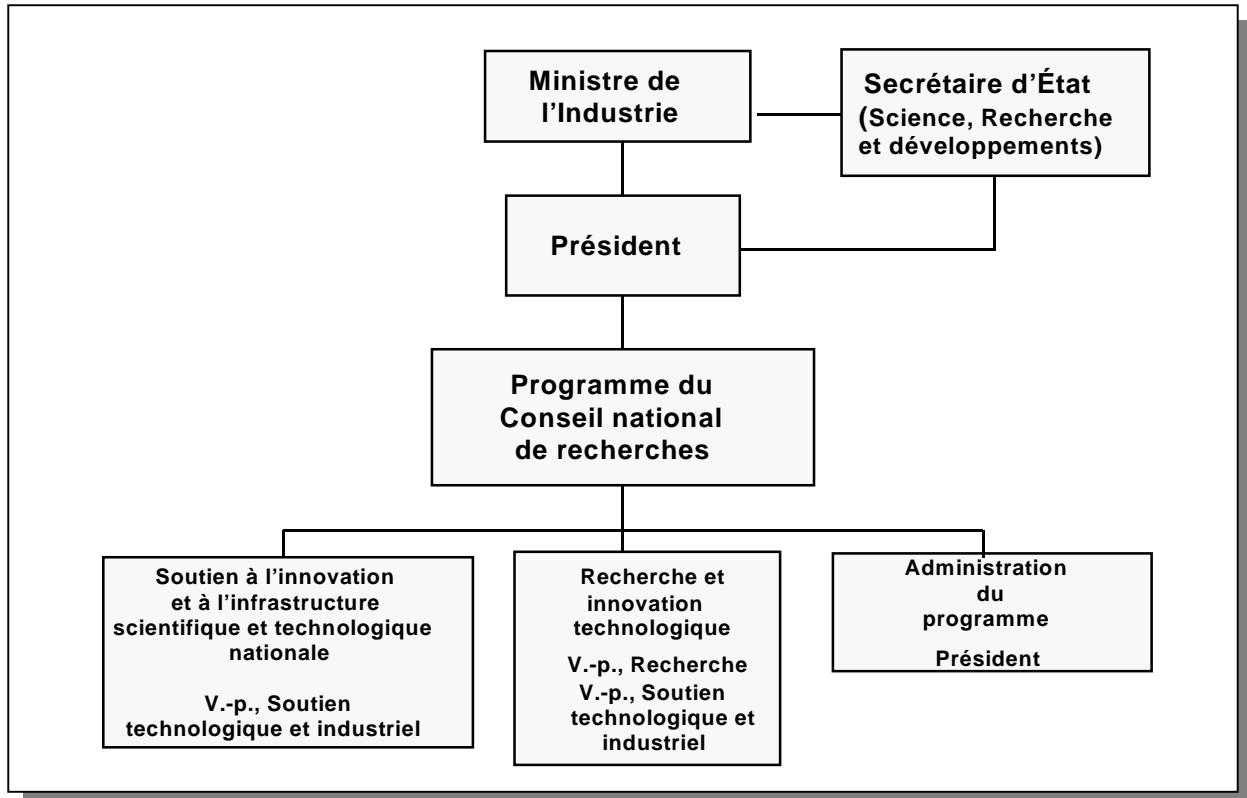 Ministre de
l'Industrie
Secrétaire d'État
(Science, Recherche
et développements)
Président
Programme du
Conseil national
de recherches
Soutien à l'innovation
et à l'infrastructure
scientifique et technologique
nationale
V.-p., Soutien
technologique et industriel
Recherche et
innovation
technologique
V.-p., Recherche
V.-p., Soutien
technologique et
industriel
Administration
du
programme
Président